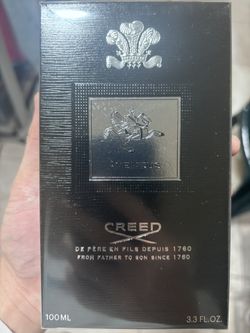 CREED
DE PÈRE EN FILS DEPUIS 1760
FROM FATHER TO SON SINCE 1760
100ML
3.3 FL.OZ.